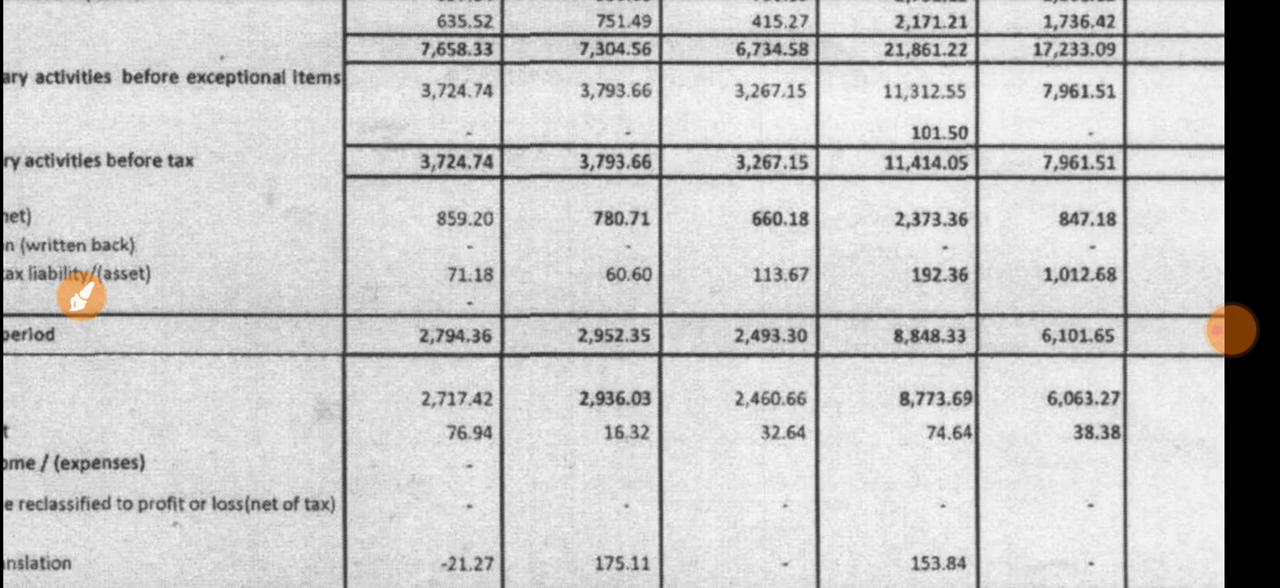 635.52 751.49 415.27 2,171.21 1,736.42
7,658.33 7,304.56 6,734.58 21,861.22 17,233.09
ary activities before exceptional Items
3,724.74 3,793.66 3,267.15 11,312.55 7,961.51
- - 101.50 -
ry activities before tax 3,724.74 3,793.66 3,267.15 11,414.05 7,961.51
net) 859.20 780.71 660.18 2,373.36 847.18
n (written back) - - - -
tax liability/(asset) 71.18 60.60 113.67 192.36 1,012.68
-
period 2,794.36 2,952.35 2,493.30 8,848.33 6,101.65
2,717.42 2,936.03 2,460.66 8,773.69 6,063.27
t 76.94 16.32 32.64 74.64 38.38
ome / (expenses) -
e reclassified to profit or loss(net of tax) - - - - -
anslation -21.27 175.11 - 153.84 -